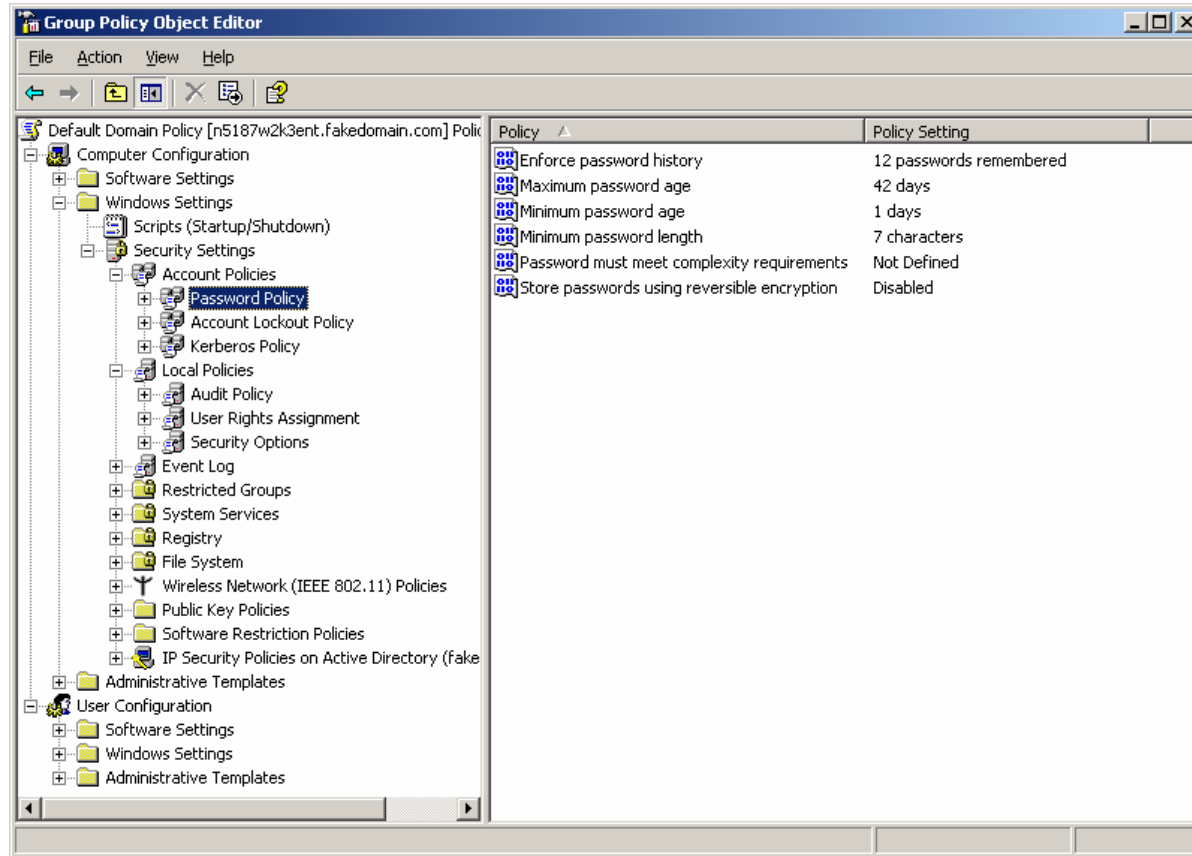 Group Policy Object Editor
File Action View Help
Default Domain Policy [n5187w2k3ent.fakedomain.com] Polic
Computer Configuration
Software Settings
Windows Settings
Scripts (Startup/Shutdown)
Security Settings
Account Policies
Password Policy
Account Lockout Policy
Kerberos Policy
Local Policies
Audit Policy
User Rights Assignment
Security Options
Event Log
Restricted Groups
System Services
Registry
File System
Wireless Network (IEEE 802.11) Policies
Public Key Policies
Software Restriction Policies
IP Security Policies on Active Directory (fake
Administrative Templates
User Configuration
Software Settings
Windows Settings
Administrative Templates
Policy Policy Setting
Enforce password history 12 passwords remembered
Maximum password age 42 days
Minimum password age 1 days
Minimum password length 7 characters
Password must meet complexity requirements Not Defined
Store passwords using reversible encryption Disabled